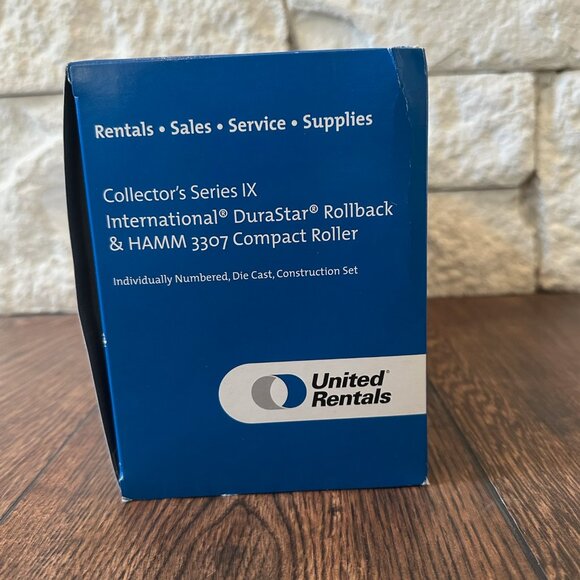 Rentals • Sales • Service • Supplies
Collector's Series IX
International® DuraStar® Rollback
& HAMM 3307 Compact Roller
Individually Numbered, Die Cast, Construction Set
United®
Rentals